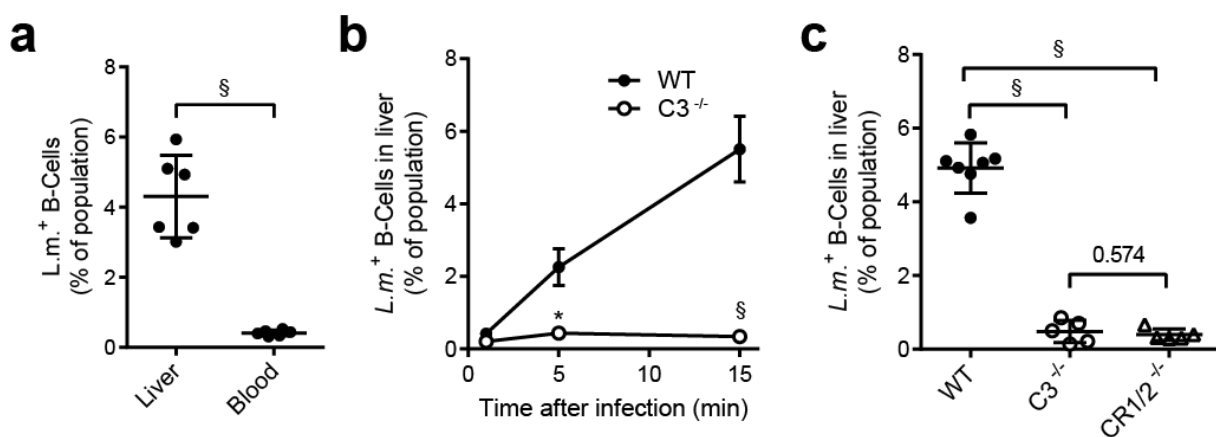 a
L.m.⁺ B-Cells
(% of population)
8
6
4
2
0
§
Liver
Blood
b
L.m.⁺ B-Cells in liver
(% of population)
8
6
4
2
0
WT
C3⁻/⁻
*
§
0
5
10
15
Time after infection (min)
c
L.m.⁺ B-Cells in liver
(% of population)
8
6
4
2
0
§
§
0.574
WT
C3⁻/⁻
CR1/2⁻/⁻